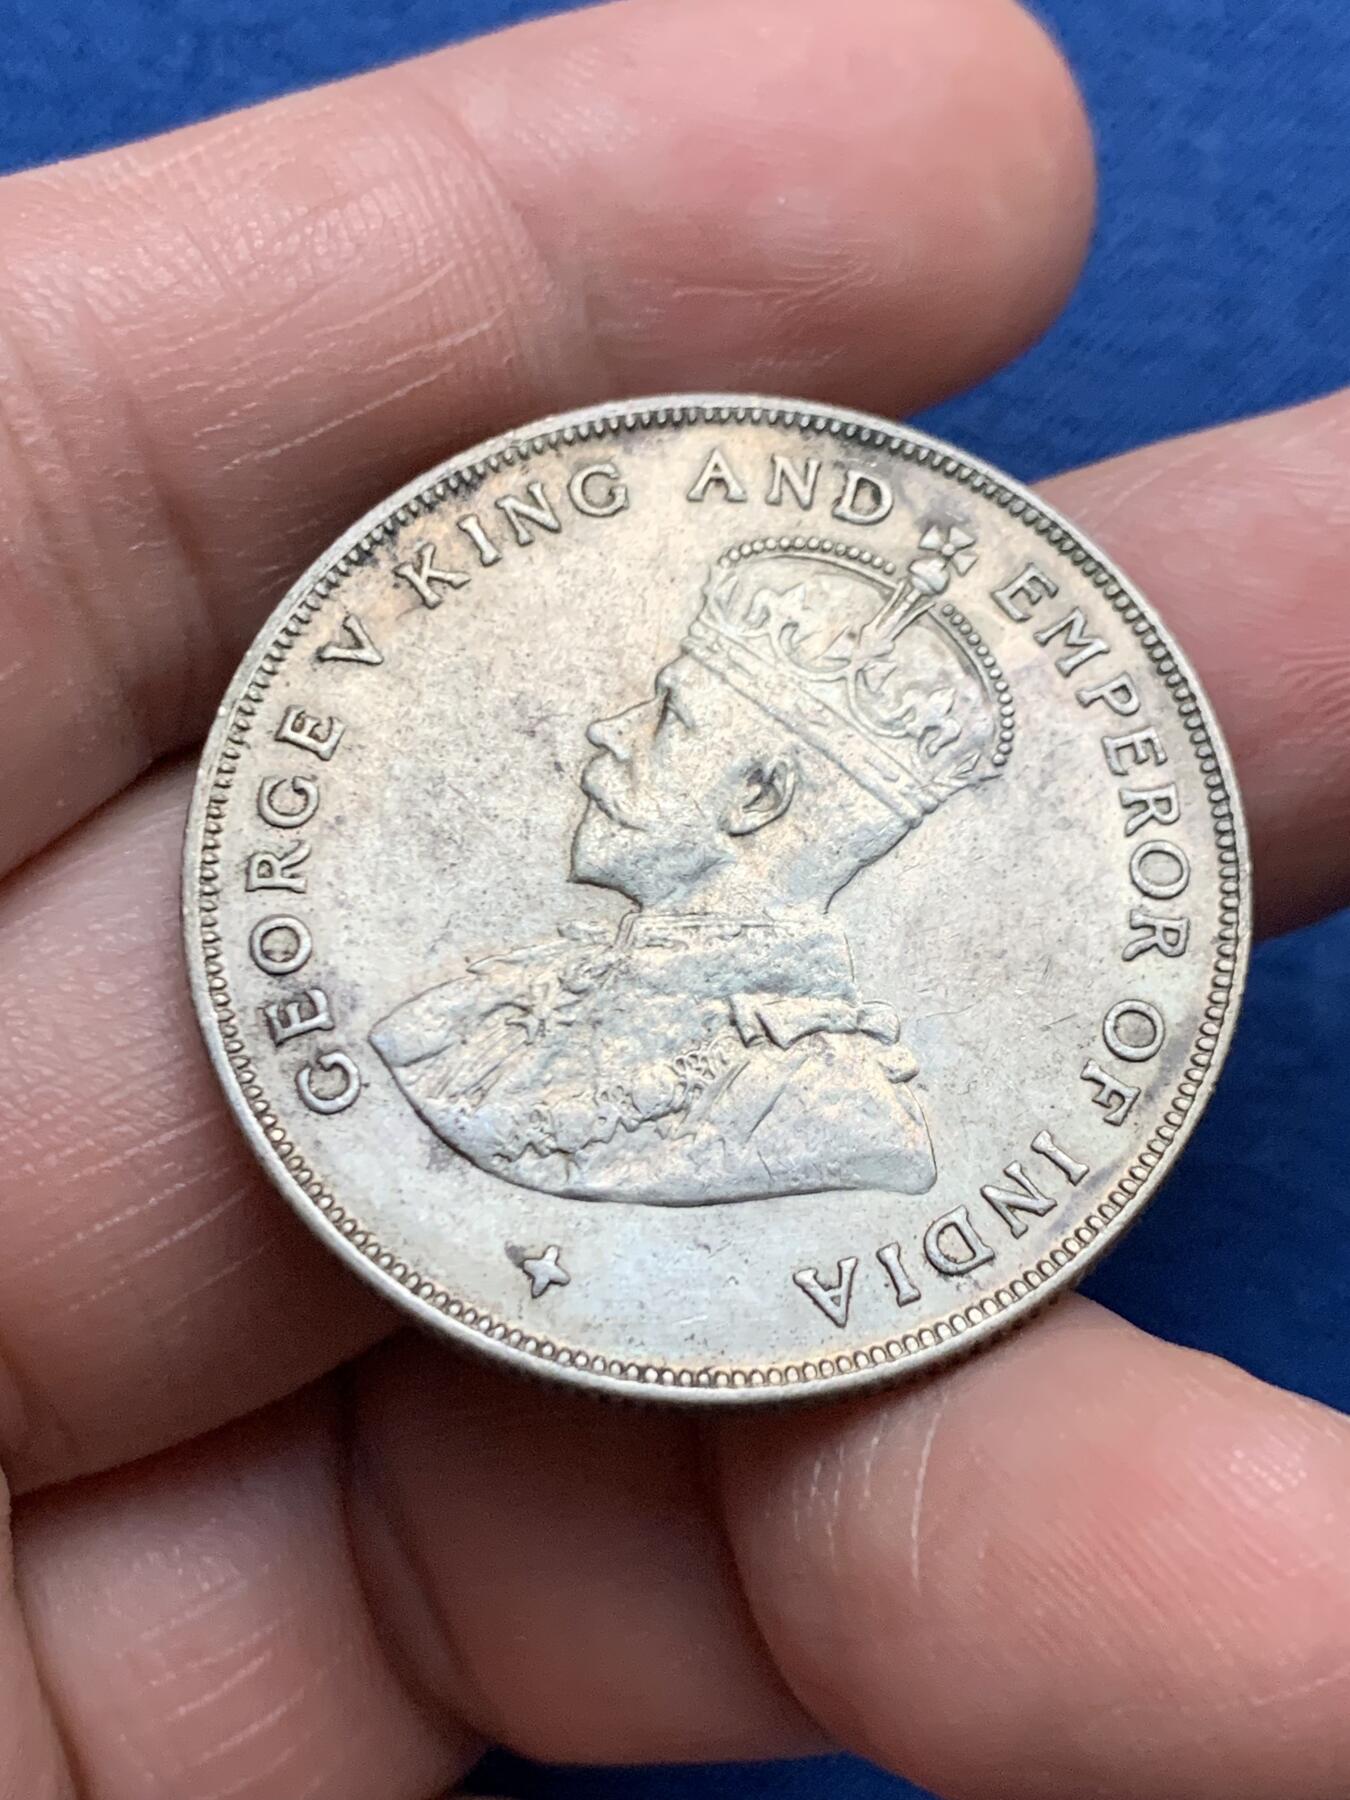 GEORGE V KING AND EMPEROR OF INDIA